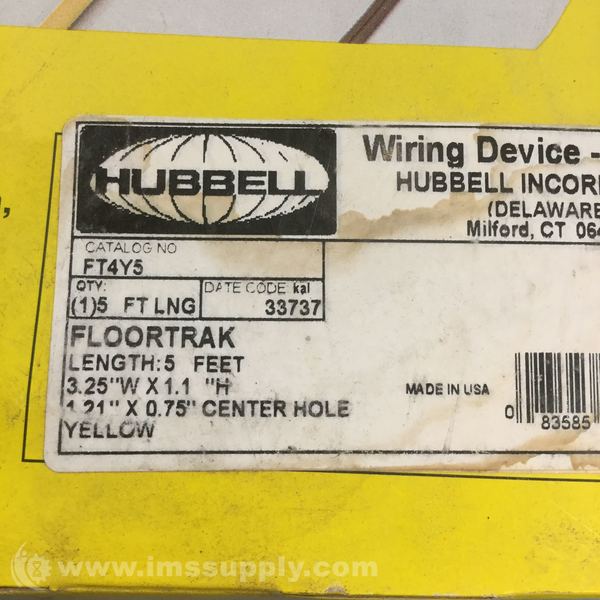 HUBBELL
Wiring Device -
HUBBELL INCOR
(DELAWARE
Milford, CT 064
CATALOG NO
FT4Y5
QTY: DATE CODE kal
(1)5 FT LNG 33737
FLOORTRAK
LENGTH:5 FEET
3.25"W X 1.1 "H
1.21" X 0.75" CENTER HOLE
YELLOW
MADE IN USA
0 83585
© www.imssupply.com